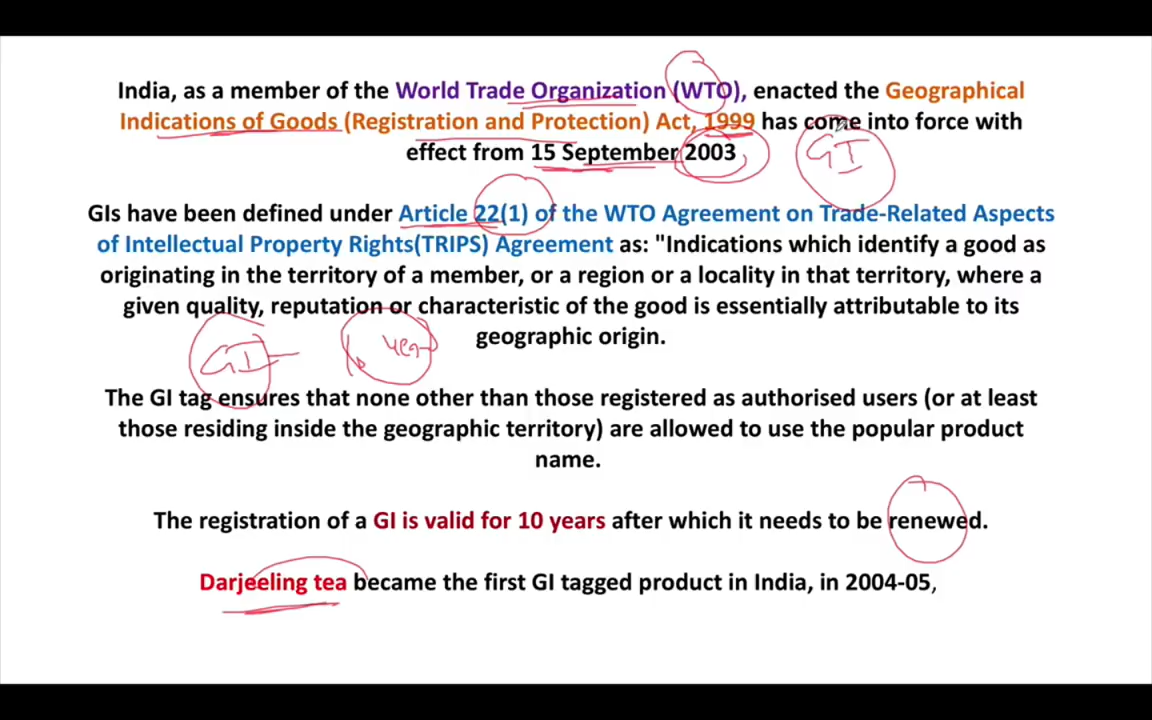 India, as a member of the World Trade Organization (WTO), enacted the Geographical
Indications of Goods (Registration and Protection) Act, 1999 has come into force with
effect from 15 September 2003
GI
GIs have been defined under Article 22(1) of the WTO Agreement on Trade-Related Aspects
of Intellectual Property Rights(TRIPS) Agreement as: "Indications which identify a good as
originating in the territory of a member, or a region or a locality in that territory, where a
given quality, reputation or characteristic of the good is essentially attributable to its
geographic origin.
GI
The GI tag ensures that none other than those registered as authorised users (or at least
those residing inside the geographic territory) are allowed to use the popular product
name.
The registration of a GI is valid for 10 years after which it needs to be renewed.
Darjeeling tea became the first GI tagged product in India, in 2004-05,